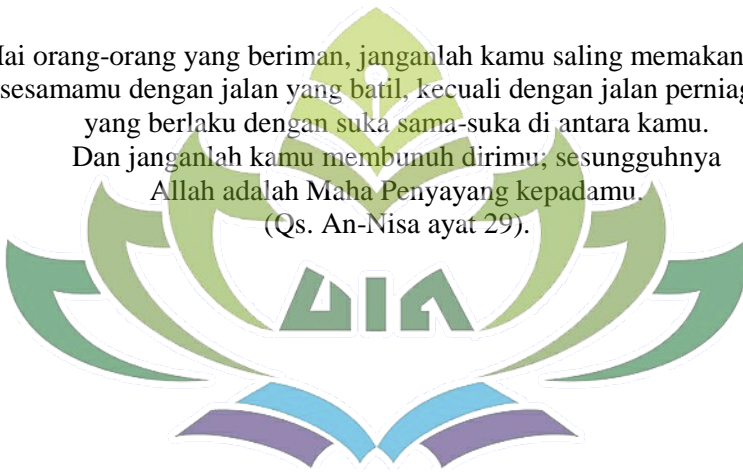 ai orang-orang yang beriman, janganlah kamu saling memakan
sesamamu dengan jalan yang batil, kecuali dengan jalan perniag
yang berlaku dengan suka sama-suka di antara kamu.
Dan janganlah kamu membunuh dirimu; sesungguhnya
Allah adalah Maha Penyayang kepadamu.
(Qs. An-Nisa ayat 29).
UIN